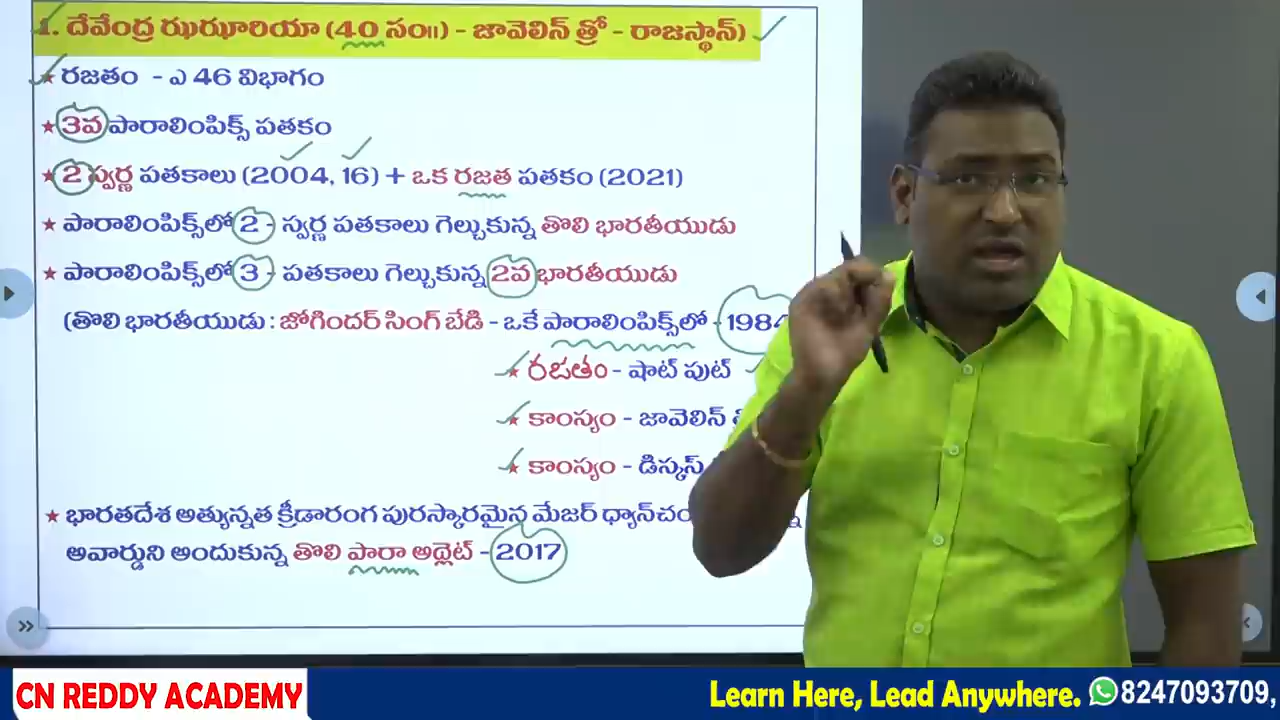 1. దేవేంద్ర ఝఝారియా (40 సం॥) - జావెలిన్ త్రో - రాజస్థాన్)
★ రజతం - ఎ 46 విభాగం
★ 3వ పారాలింపిక్స్ పతకం
★ 2 స్వర్ణ పతకాలు (2004, 16) + ఒక రజత పతకం (2021)
★ పారాలింపిక్స్‌లో 2 - స్వర్ణ పతకాలు గెల్చుకున్న తొలి భారతీయుడు
★ పారాలింపిక్స్‌లో 3 - పతకాలు గెల్చుకున్న 2వ భారతీయుడు
(తొలి భారతీయుడు : జోగిందర్ సింగ్ బేడి - ఒకే పారాలింపిక్స్‌లో - 1984
★ రజతం - షాట్ పుట్
★ కాంస్యం - జావెలిన్
★ కాంస్యం - డిస్కస్
★ భారతదేశ అత్యున్నత క్రీడారంగ పురస్కారమైన మేజర్ ధ్యాన్‌చం
అవార్డుని అందుకున్న తొలి పారా అథ్లెట్ - 2017
CN REDDY ACADEMY
Learn Here, Lead Anywhere. 8247093709,